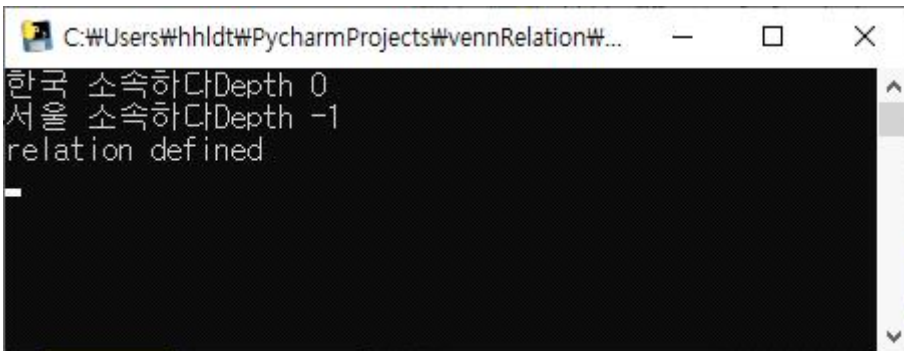 C:₩Users₩hhldt₩PycharmProjects₩vennRelation₩...
한국 소속하다Depth 0
서울 소속하다Depth -1
relation defined